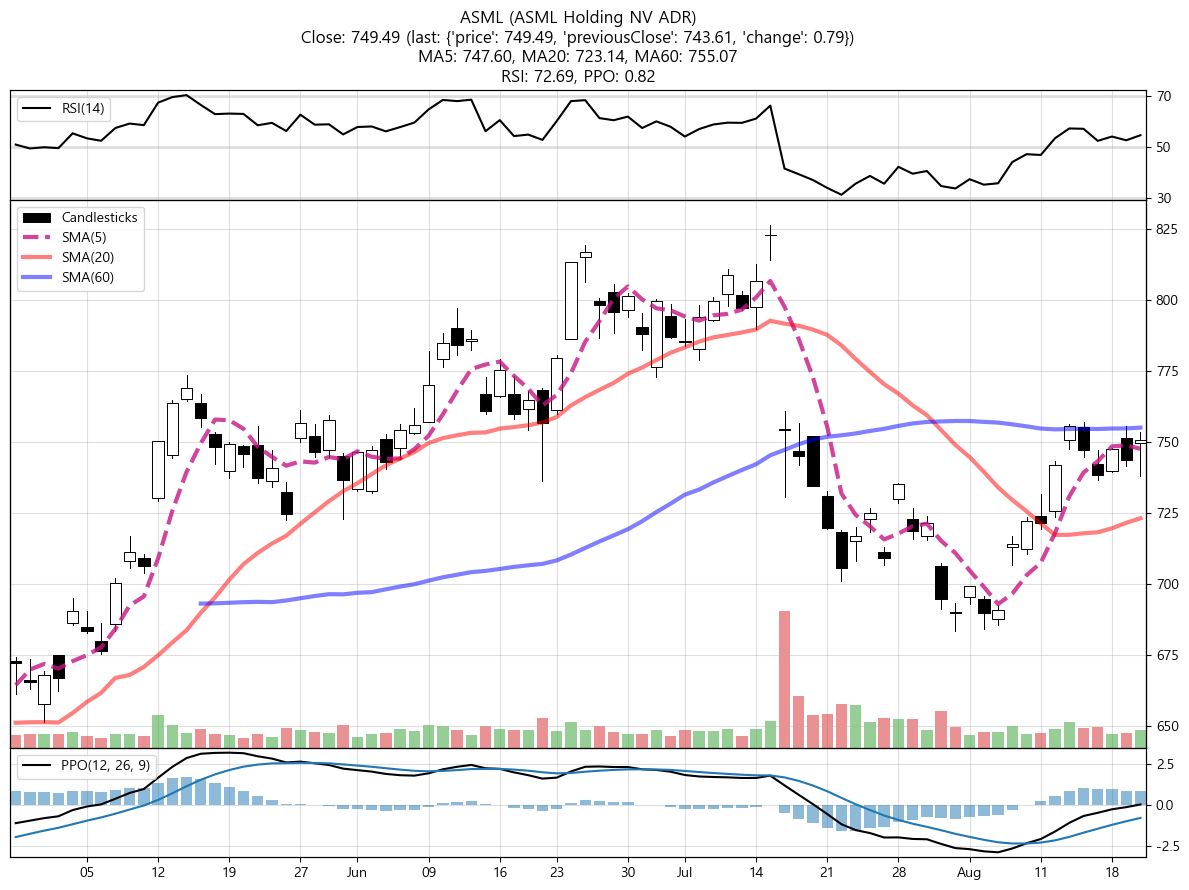 ASML (ASML Holding NV ADR)
Close: 749.49 (last: {'price': 749.49, 'previousClose': 743.61, 'change': 0.79})
MA5: 747.60, MA20: 723.14, MA60: 755.07
RSI: 72.69, PPO: 0.82
RSI(14)
70
50
30
Candlesticks
SMA(5)
SMA(20)
SMA(60)
825
800
775
750
725
700
675
650
PPO(12, 26, 9)
2.5
0.0
−2.5
05 12 19 27 Jun 09 16 23 30 Jul 14 21 28 Aug 11 18